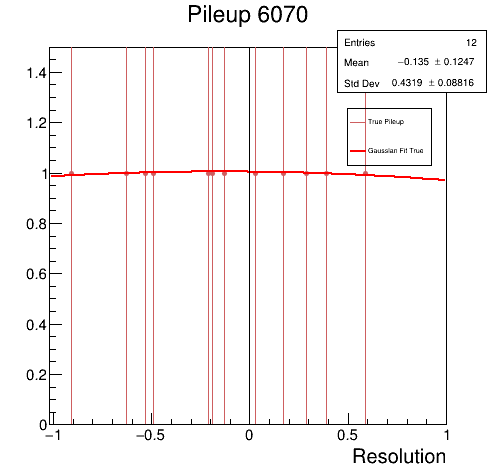 Pileup 6070
Entries 12
Mean −0.135 ± 0.1247
Std Dev 0.4319 ± 0.08816
True Pileup
Gaussian Fit True
1.4
1.2
1
0.8
0.6
0.4
0.2
0
−1 −0.5 0 0.5 1
Resolution